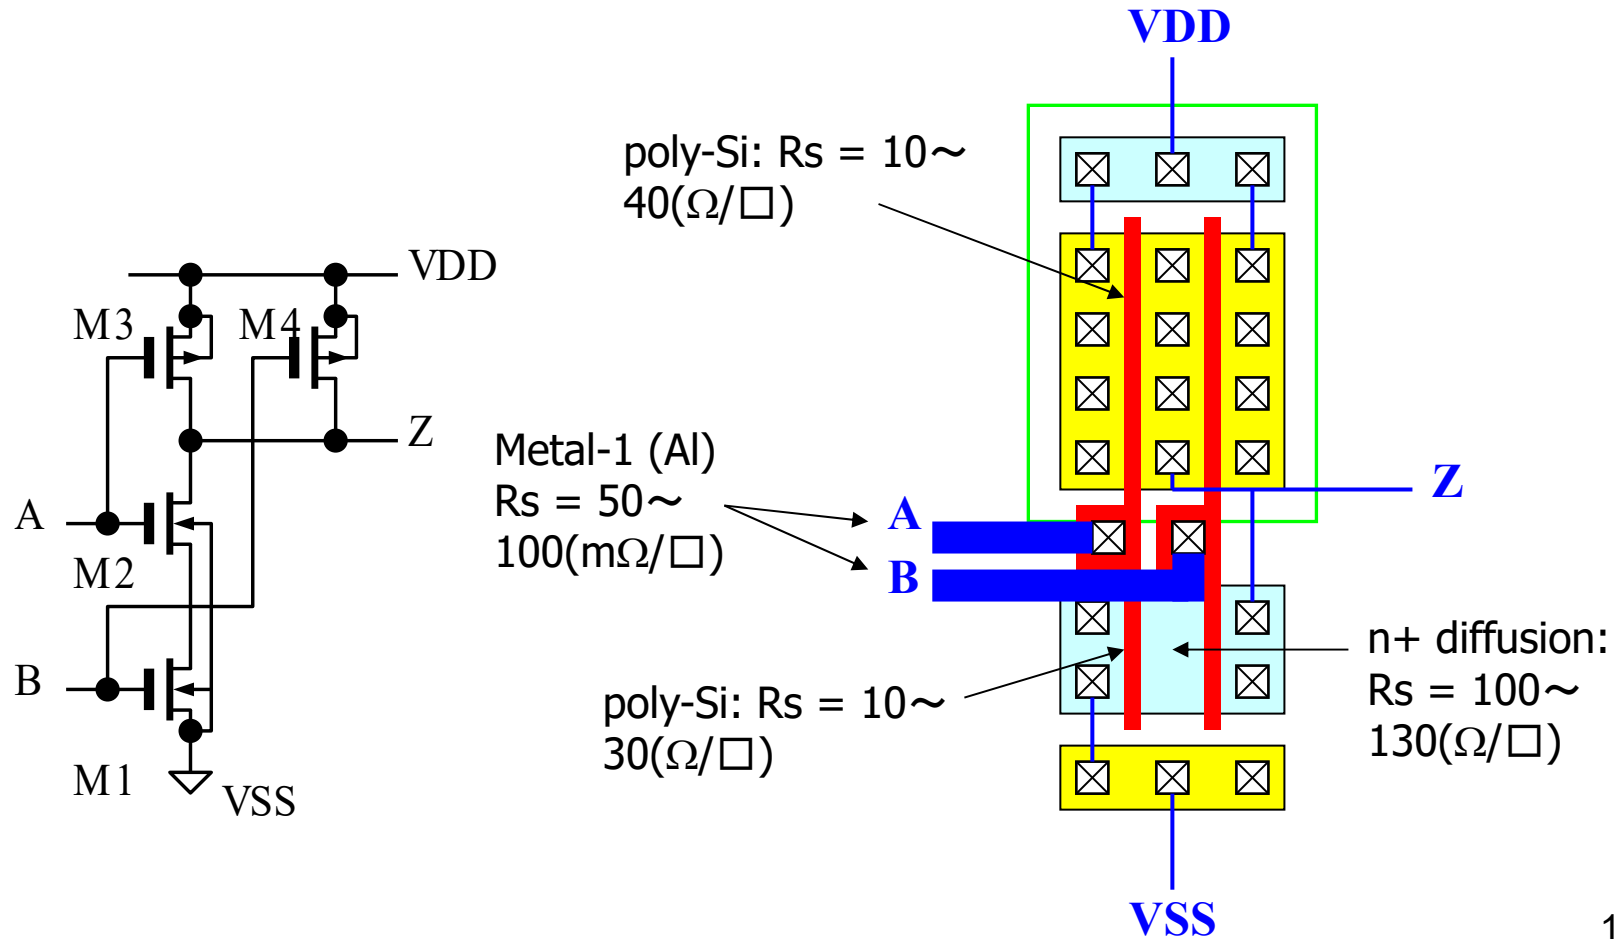 VDD
poly-Si: Rs = 10～
40(Ω/□)
VDD
M3
M4
Z
Metal-1 (Al)
Rs = 50～
100(mΩ/□)
Z
A
A
B
M2
B
n+ diffusion:
Rs = 100～
130(Ω/□)
poly-Si: Rs = 10～
30(Ω/□)
M1
VSS
VSS
1